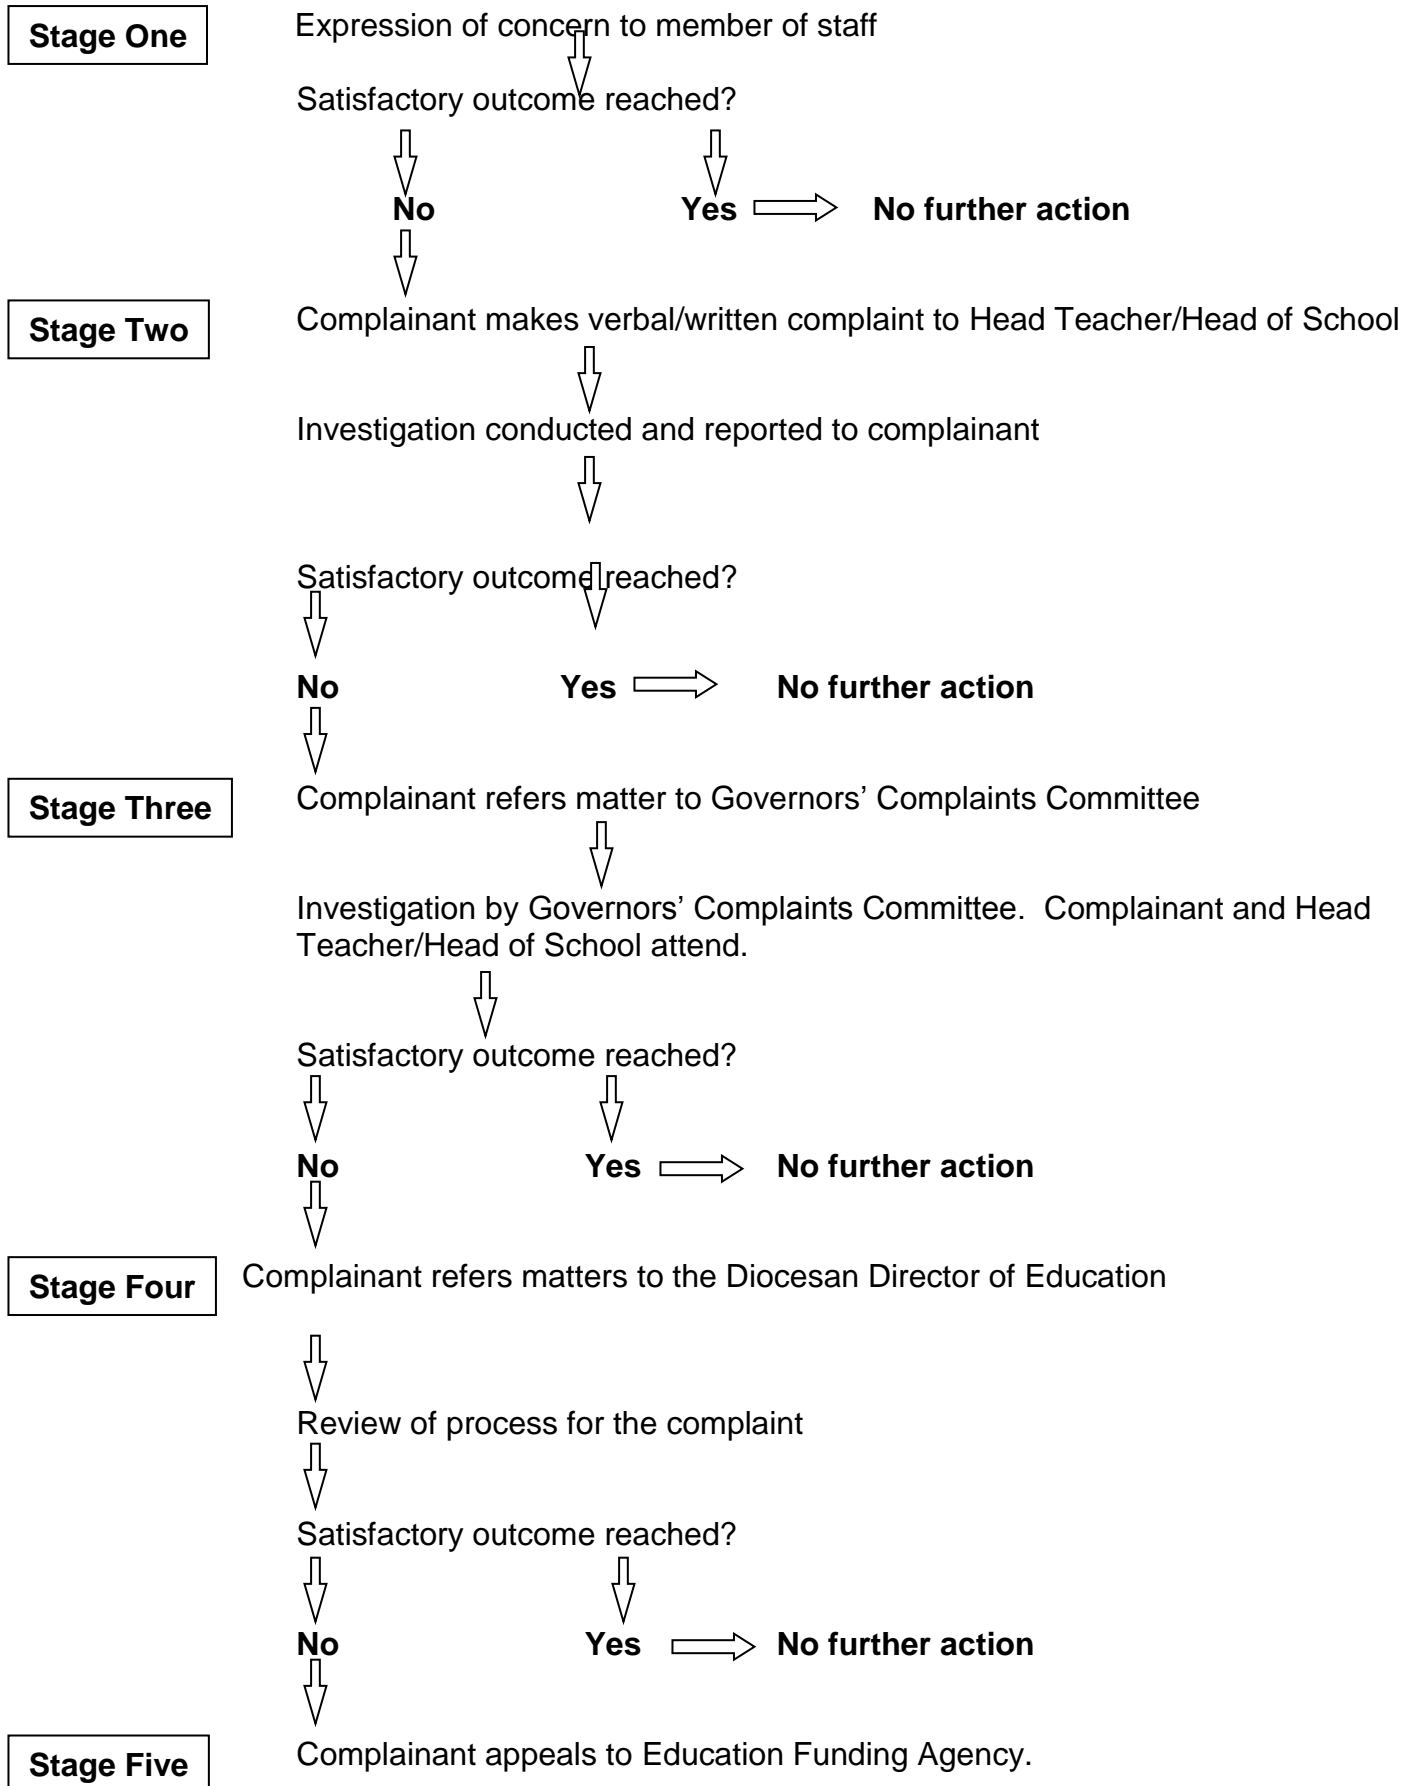 Stage One
Expression of concern to member of staff
Satisfactory outcome reached?
No
Yes
No further action
Stage Two
Complainant makes verbal/written complaint to Head Teacher/Head of School
Investigation conducted and reported to complainant
Satisfactory outcome reached?
No
Yes
No further action
Stage Three
Complainant refers matter to Governors’ Complaints Committee
Investigation by Governors’ Complaints Committee.  Complainant and Head
Teacher/Head of School attend.
Satisfactory outcome reached?
No
Yes
No further action
Stage Four
Complainant refers matters to the Diocesan Director of Education
Review of process for the complaint
Satisfactory outcome reached?
No
Yes
No further action
Stage Five
Complainant appeals to Education Funding Agency.